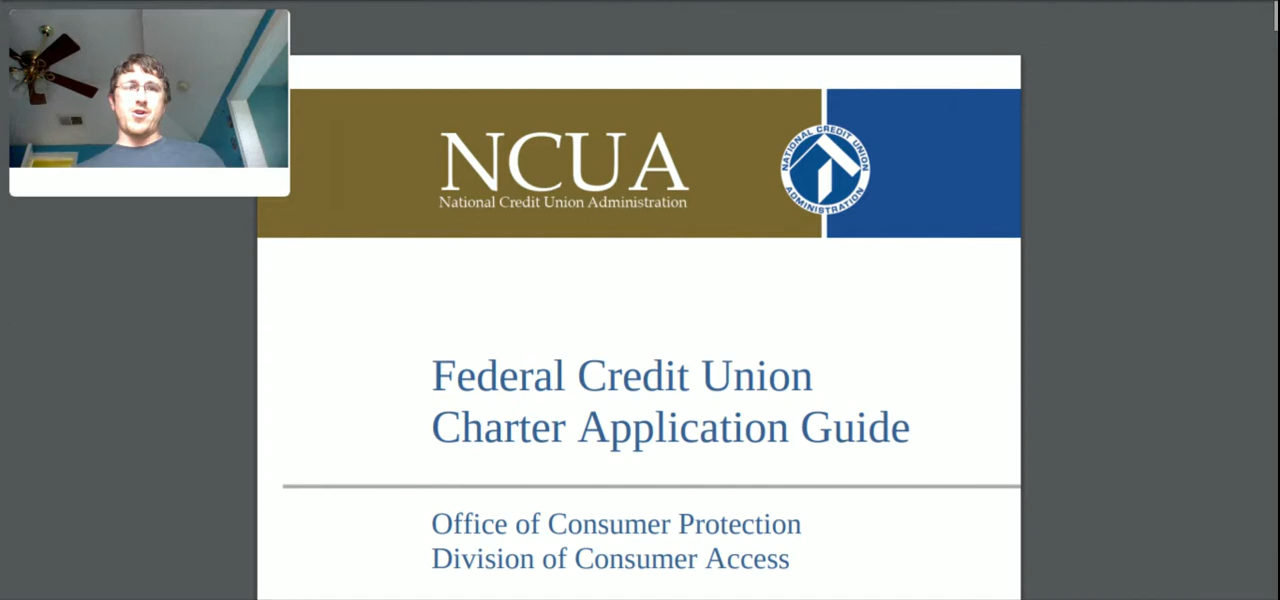 NCUA
National Credit Union Administration
NATIONAL CREDIT UNION
ADMINISTRATION
Federal Credit Union
Charter Application Guide
Office of Consumer Protection
Division of Consumer Access